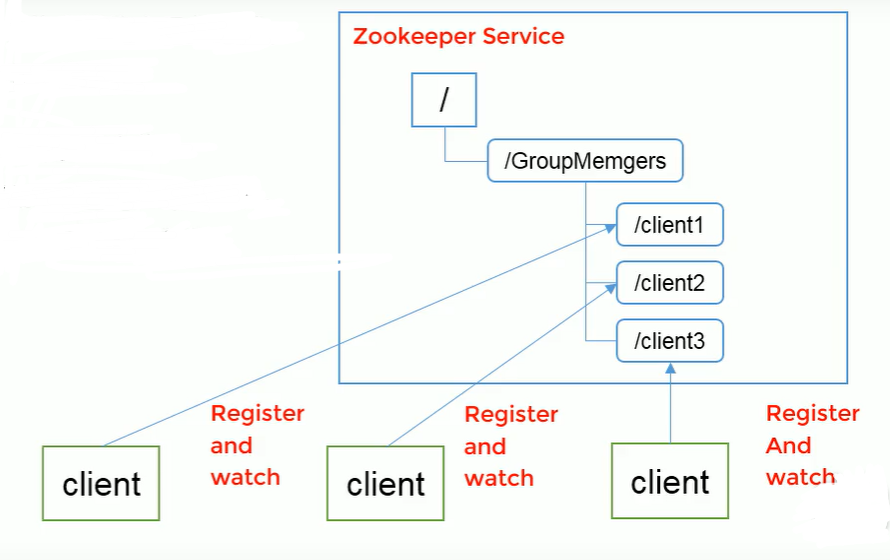 Zookeeper Service
/
/GroupMemgers
/client1
/client2
/client3
Register
and
watch
Register
and
watch
Register
And
watch
client
client
client